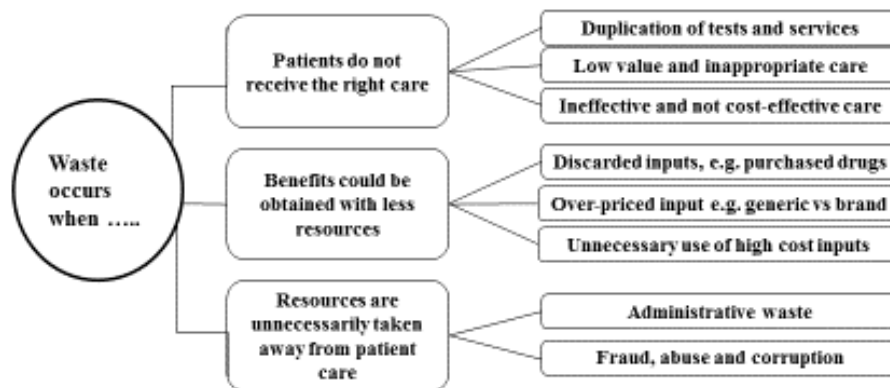 Waste
occurs
when …..
Patients do not
receive the right care
Duplication of tests and services
Low value and inappropriate care
Ineffective and not cost-effective care
Benefits could be
obtained with less
resources
Discarded inputs, e.g. purchased drugs
Over-priced input e.g. generic vs brand
Unnecessary use of high cost inputs
Resources are
unnecessarily taken
away from patient
care
Administrative waste
Fraud, abuse and corruption